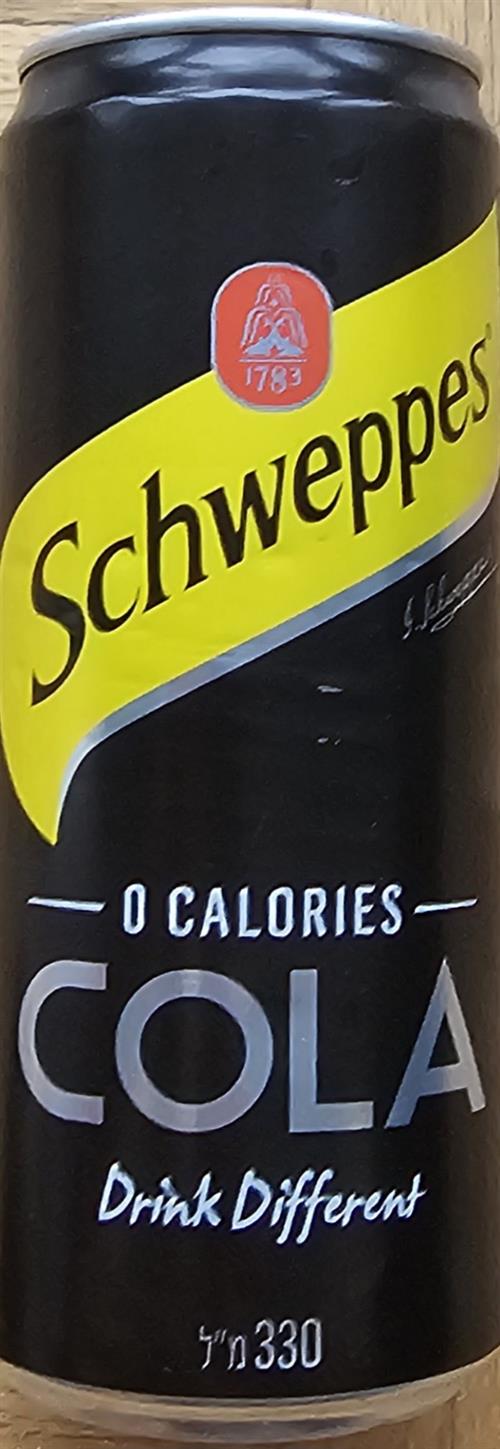 1783
Schweppes
0 CALORIES
COLA
Drink Different
330 מ"ל